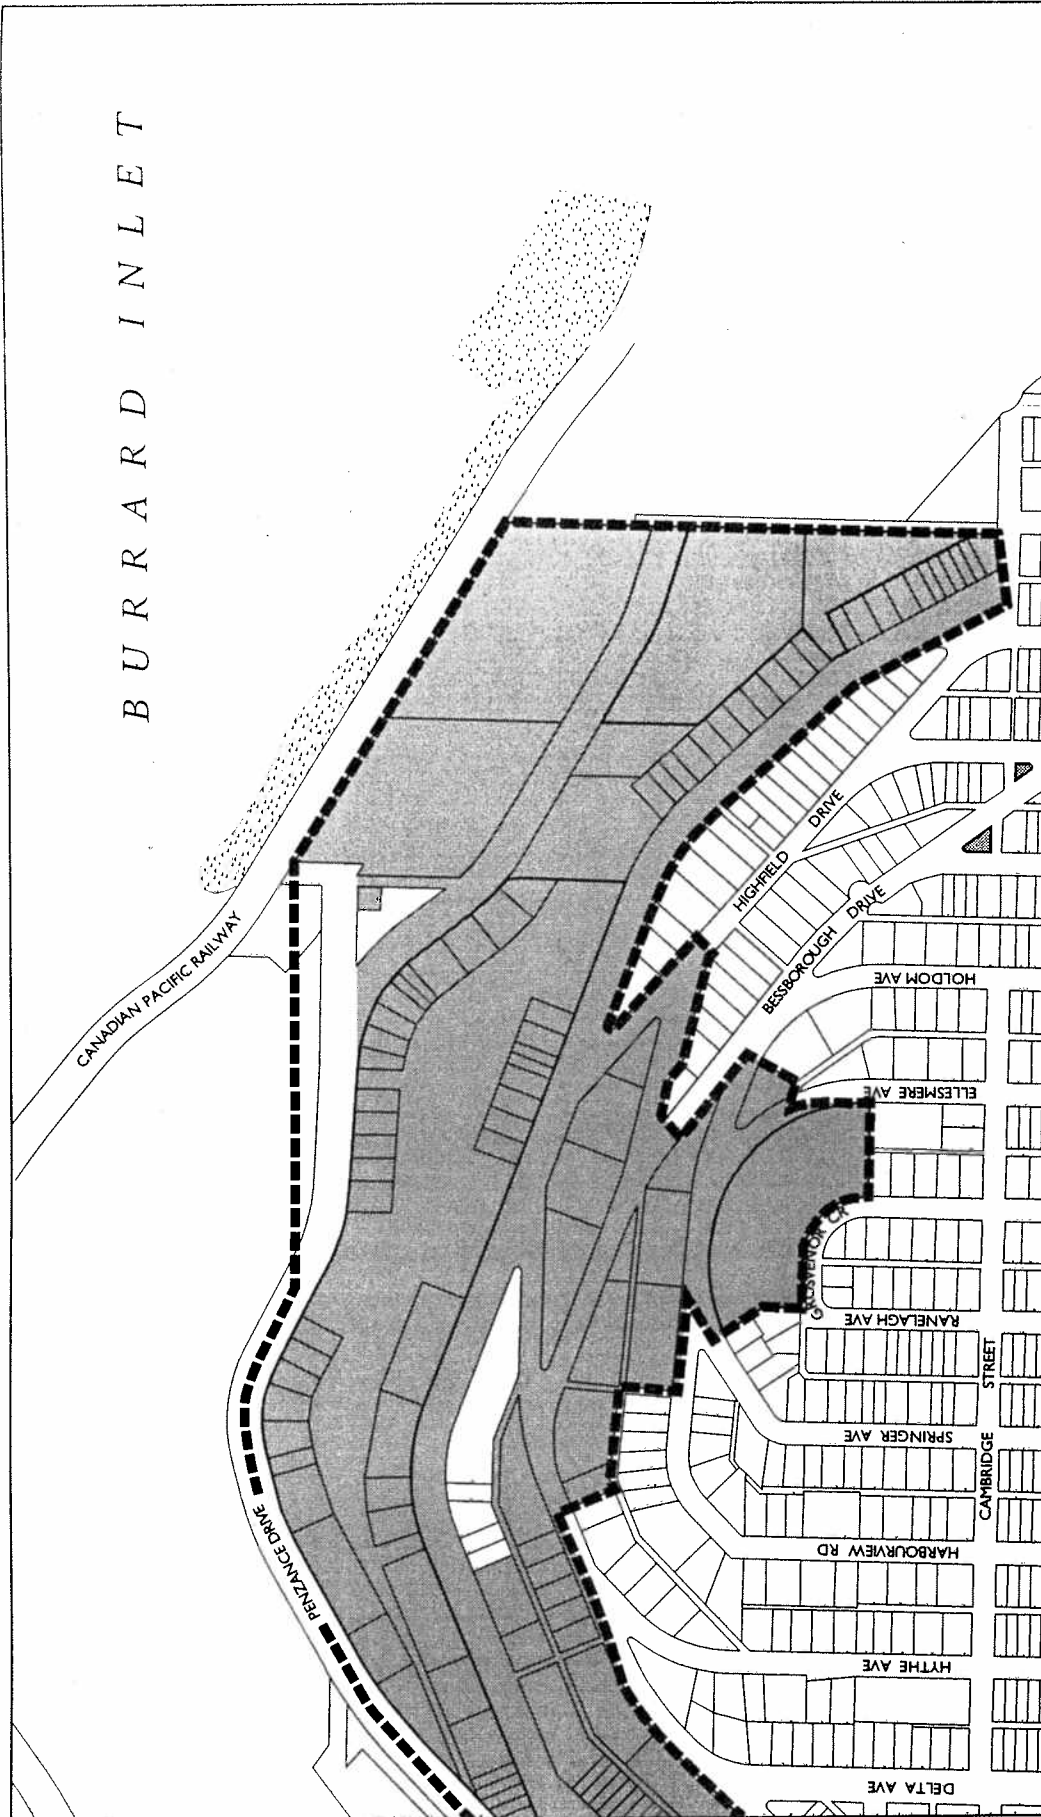 BURRARD INLET
CANADIAN PACIFIC RAILWAY
HIGHFIELD DRIVE
BESSBOROUGH DRIVE
HOLDOM AVE
ELLESMERE AVE
GROSVENOR CR
RANELAGH AVE
CAMBRIDGE STREET
SPRINGER AVE
PENZANCE DRIVE
HARBOURVIEW RD
HYTHE AVE
DELTA AVE